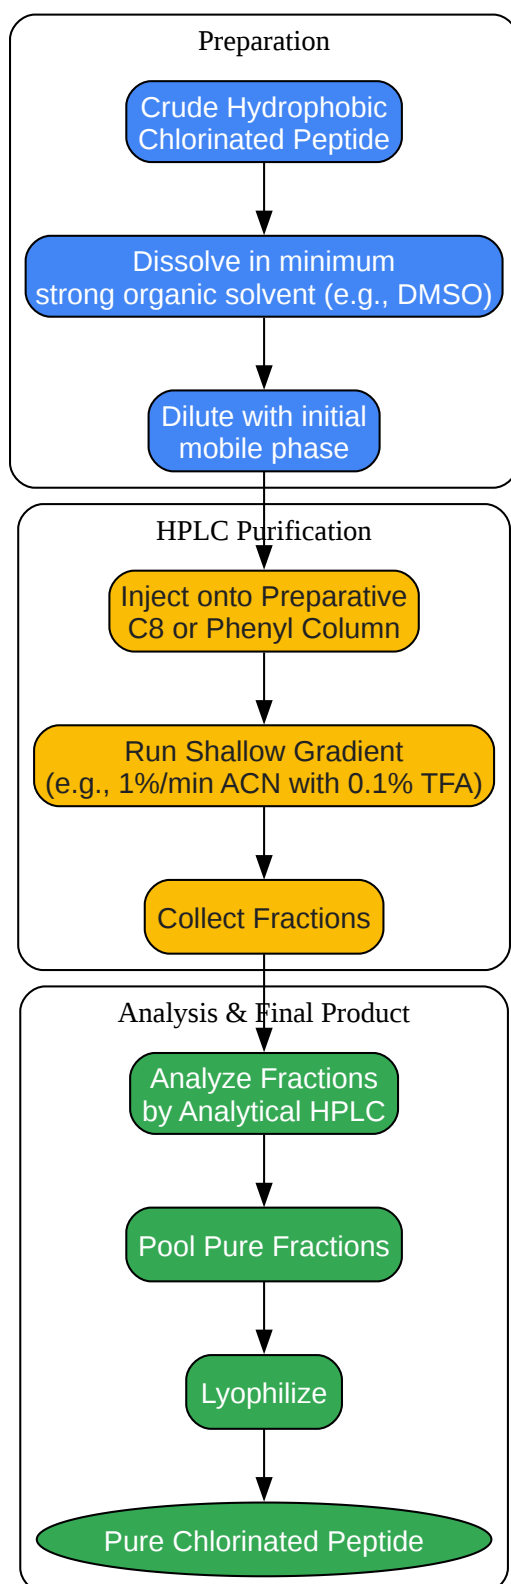 Preparation
Crude Hydrophobic
Chlorinated Peptide
Dissolve in minimum
strong organic solvent (e.g., DMSO)
Dilute with initial
mobile phase
HPLC Purification
Inject onto Preparative
C8 or Phenyl Column
Run Shallow Gradient
(e.g., 1%/min ACN with 0.1% TFA)
Collect Fractions
Analysis & Final Product
Analyze Fractions
by Analytical HPLC
Pool Pure Fractions
Lyophilize
Pure Chlorinated Peptide